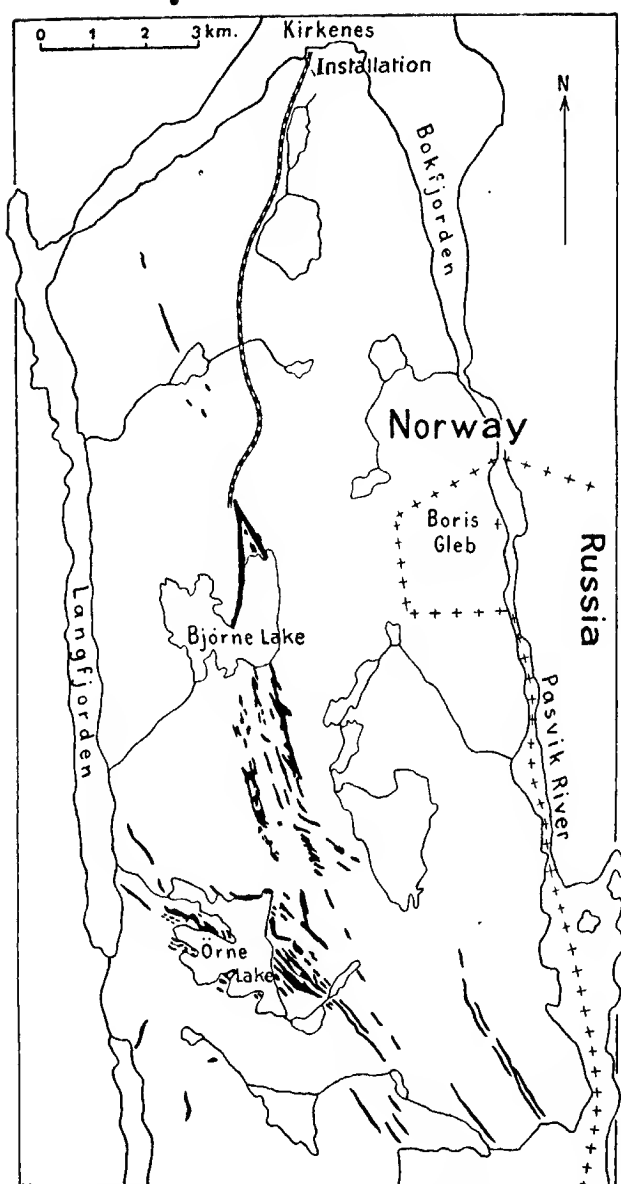 0 1 2 3 km.
Kirkenes
Installation
N
Bokfjorden
Norway
Boris
Gleb
Russia
Langfjorden
Björne Lake
Pasvik River
Örne
Lake